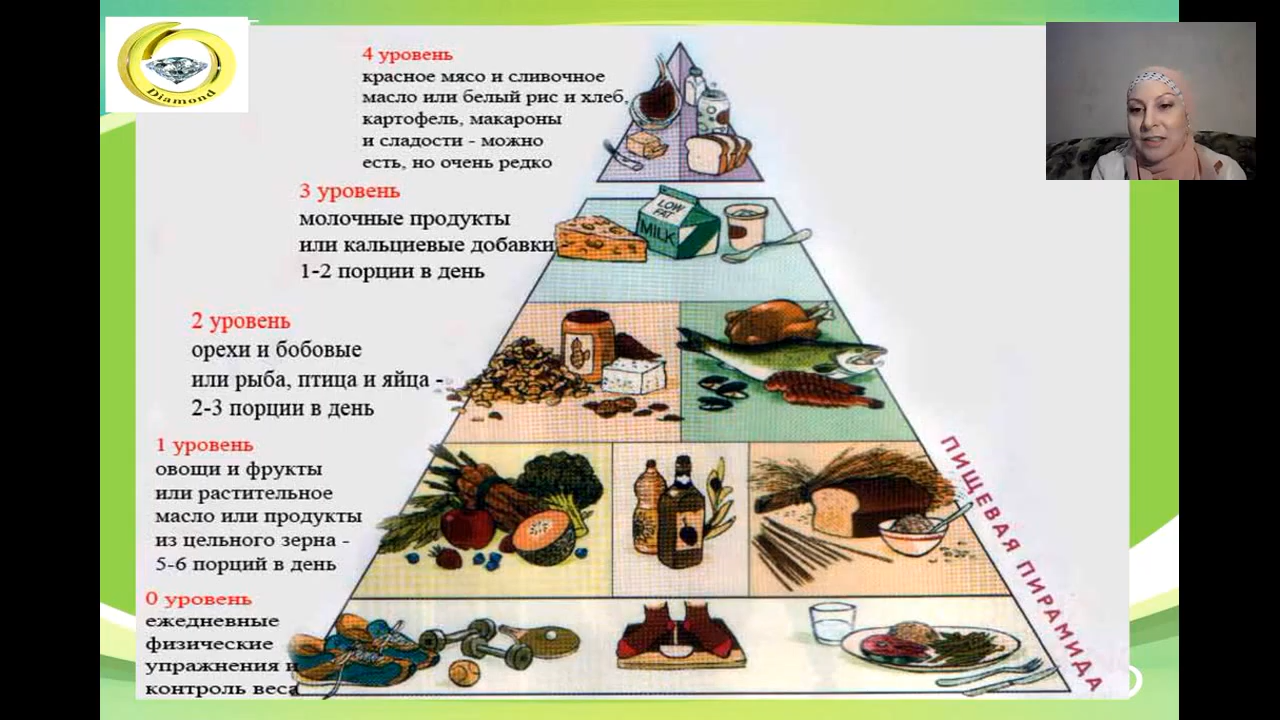 Diamond
4 уровень
красное мясо и сливочное
масло или белый рис и хлеб,
картофель, макароны
и сладости - можно
есть, но очень редко
3 уровень
молочные продукты
или кальциевые добавки -
1-2 порции в день
LOW
FAT
MILK
2 уровень
орехи и бобовые
или рыба, птица и яйца -
2-3 порции в день
1 уровень
овощи и фрукты
или растительное
масло или продукты
из цельного зерна -
5-6 порций в день
ПИЩЕВАЯ ПИРАМИДА
0 уровень
ежедневные
физические
упражнения и
контроль веса